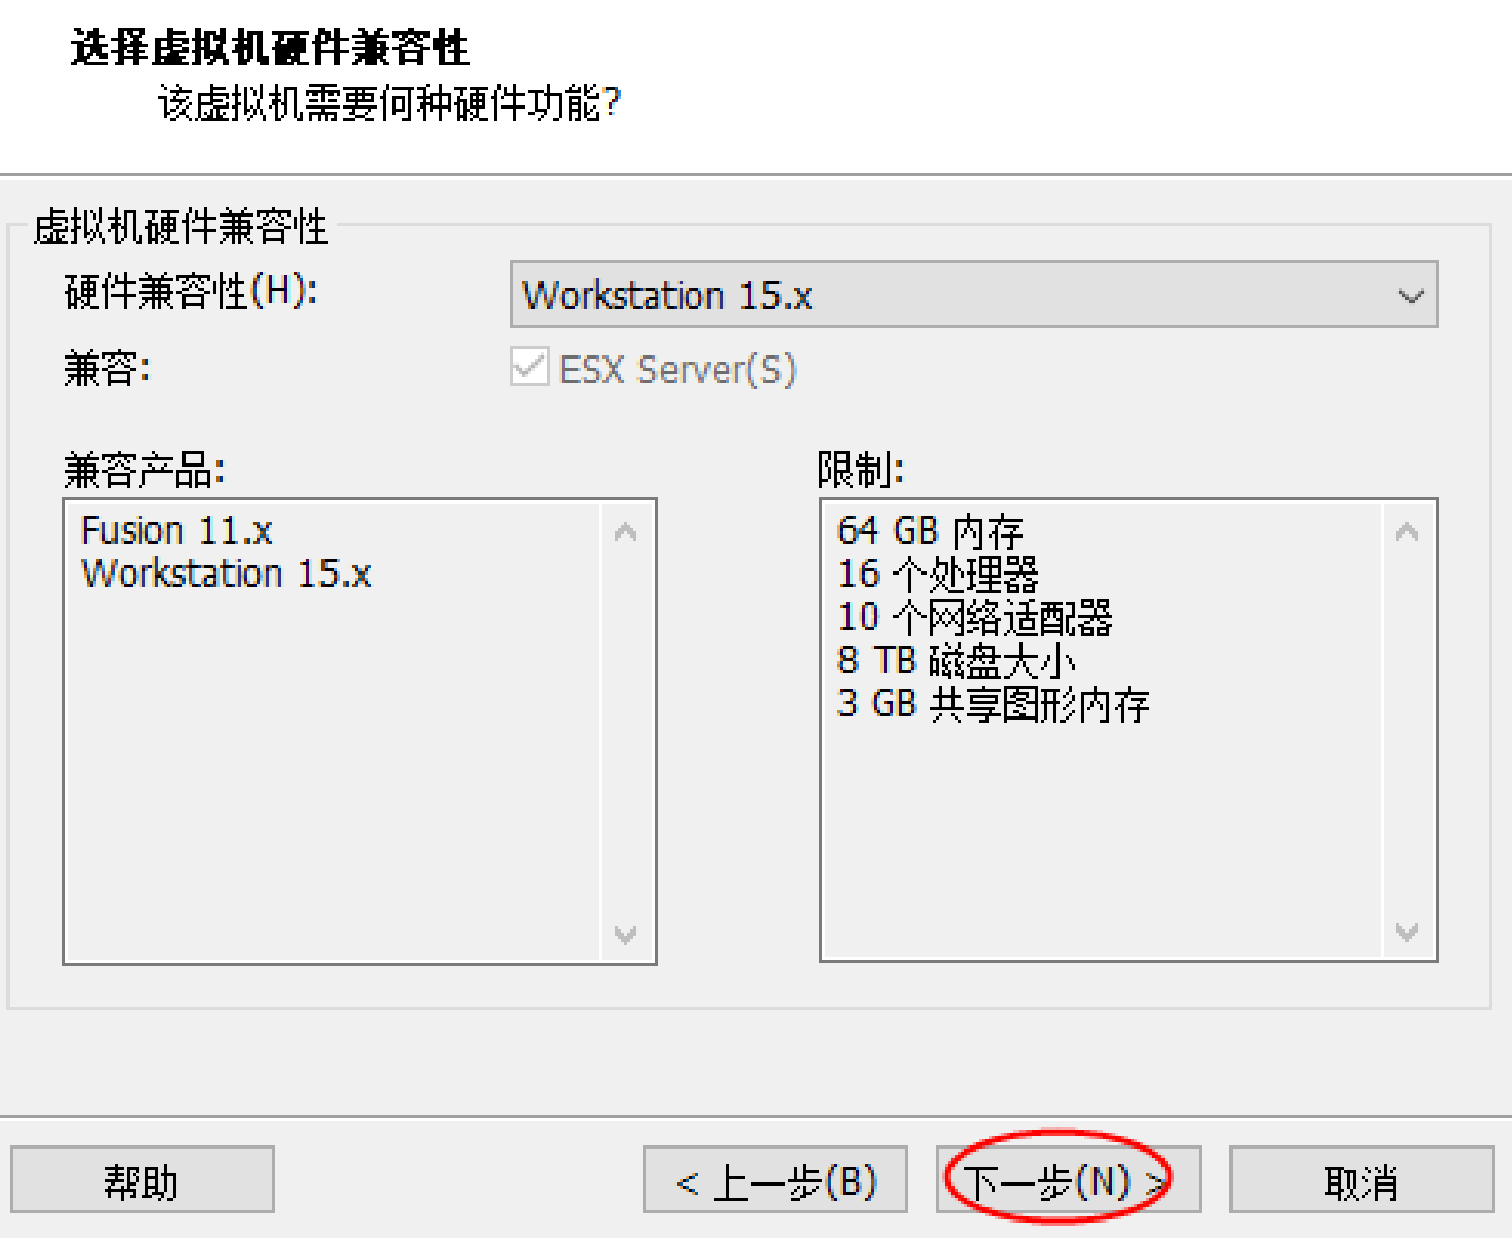 选择虚拟机硬件兼容性
该虚拟机需要何种硬件功能?
虚拟机硬件兼容性
硬件兼容性(H):
Workstation 15.x
兼容:
ESX Server(S)
兼容产品:
Fusion 11.x
Workstation 15.x
限制:
64 GB 内存
16 个处理器
10 个网络适配器
8 TB 磁盘大小
3 GB 共享图形内存
帮助
< 上一步(B)
下一步(N) >
取消